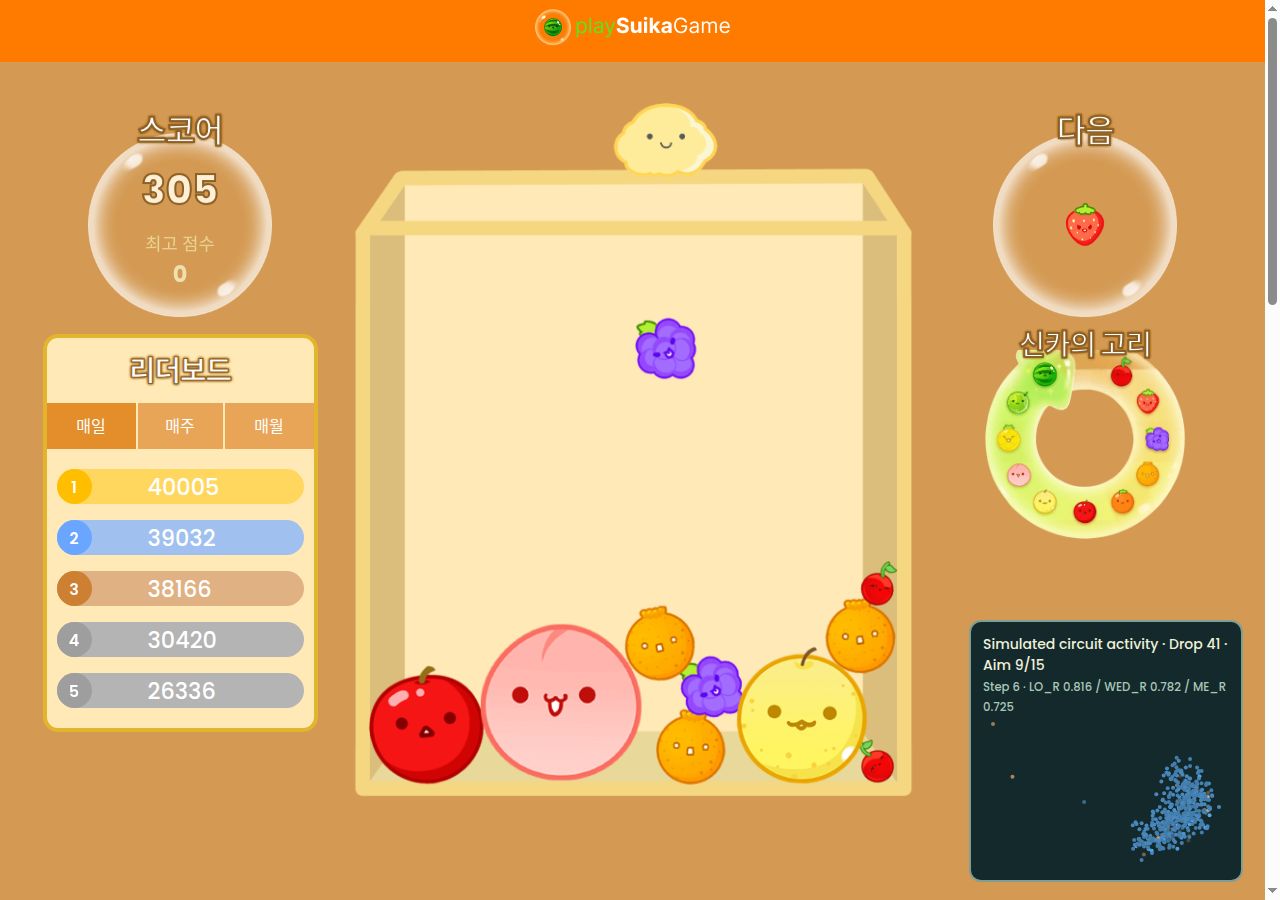 playSuikaGame
스코어
305
최고 점수
0
리더보드
매일 매주 매월
1 40005
2 39032
3 38166
4 30420
5 26336
다음
신카의 고리
Simulated circuit activity · Drop 41 ·
Aim 9/15
Step 6 · LO_R 0.816 / WED_R 0.782 / ME_R
0.725